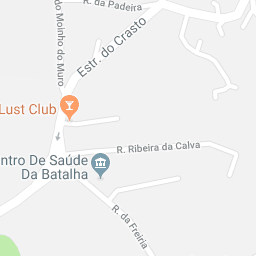 R. da Padeira
do Moinho do Muro
Estr. do Crasto
Lust Club
R. Ribeira da Calva
ntro De Saúde
Da Batalha
R. da Freiria